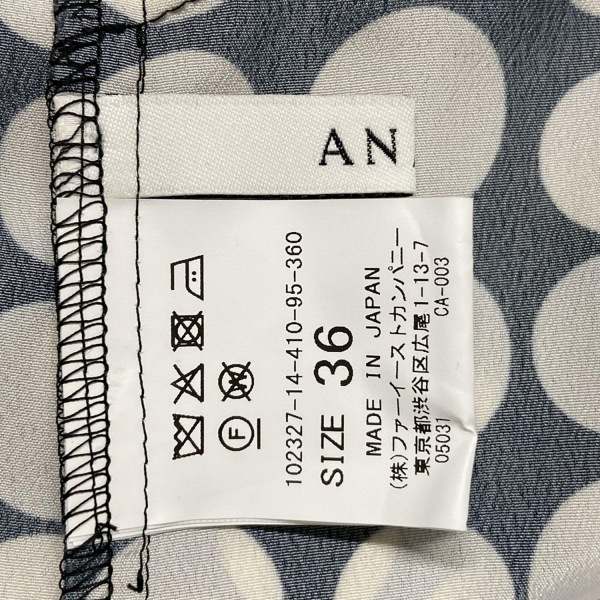 AN
102327-14-410-95-360
SIZE 36
MADE IN JAPAN
(株)ファーイーストカンパニー
東京都渋谷区広尾1-13-7
05031 CA-003
F
W